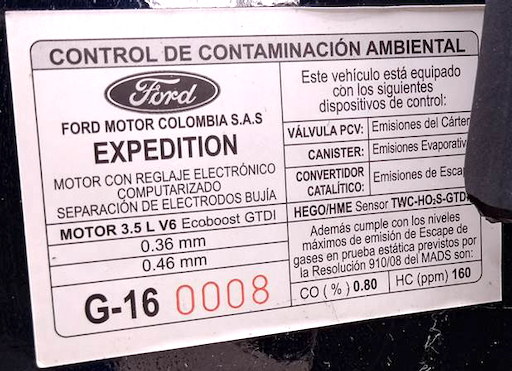 CONTROL DE CONTAMINACIÓN AMBIENTAL
Ford
FORD MOTOR COLOMBIA S.A.S
EXPEDITION
MOTOR CON REGLAJE ELECTRÓNICO
COMPUTARIZADO
SEPARACIÓN DE ELECTRODOS BUJÍA
MOTOR 3.5 L V6 Ecoboost GTDI
0.36 mm
0.46 mm
G-16 0008
Este vehículo está equipado
con los siguientes
dispositivos de control:
VÁLVULA PCV: Emisiones del Cárter
CANISTER: Emisiones Evaporativ
CONVERTIDOR
CATALÍTICO: Emisiones de Escap
HEGO/HME Sensor TWC-HO₂S-GTDI
Además cumple con los niveles
máximos de emisión de Escape de
gases en prueba estática previstos por
la Resolución 910/08 del MADS son:
CO ( % ) 0.80 HC (ppm) 160